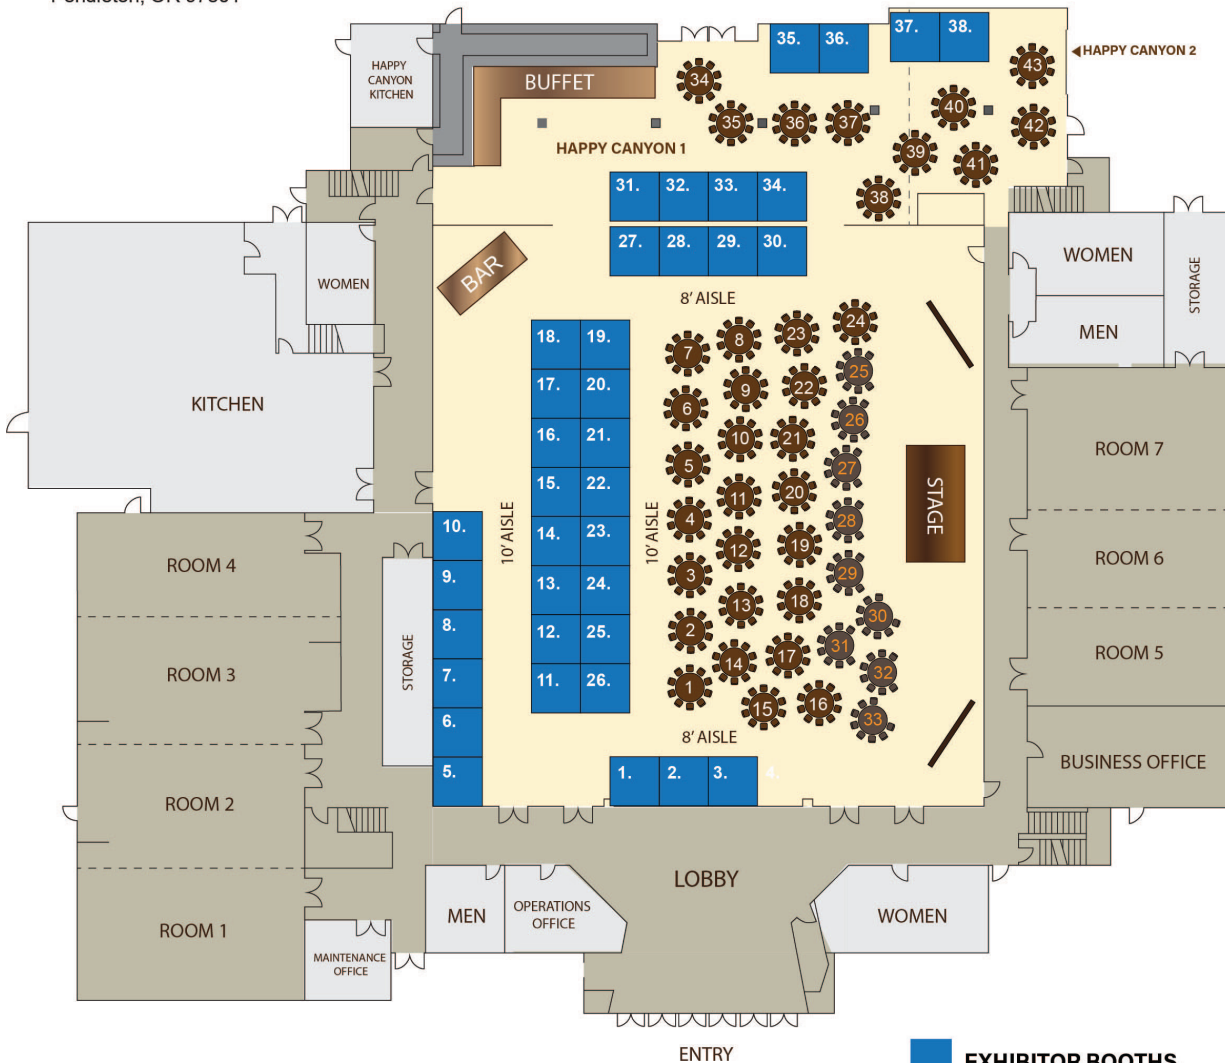 35. 36. 37. 38.
HAPPY CANYON 2
HAPPY
CANYON
KITCHEN
BUFFET
34
43
40
35 36 37
42
39
41
HAPPY CANYON 1
38
31. 32. 33. 34.
27. 28. 29. 30.
WOMEN
STORAGE
MEN
WOMEN
BAR
8' AISLE
18. 19.
17. 20.
16. 21.
15. 22.
14. 23.
13. 24.
12. 25.
11. 26.
24
23
8
7
25
22
9
6
26
10 21
5
27
11 20
4
28
12 19
3
29
13 18
30
2
31
14 17
32
1
15 16
33
KITCHEN
STAGE
ROOM 7
ROOM 6
ROOM 5
BUSINESS OFFICE
10' AISLE
10' AISLE
10.
9.
8.
7.
6.
5.
ROOM 4
ROOM 3
ROOM 2
ROOM 1
STORAGE
8' AISLE
1. 2. 3. 4.
LOBBY
MEN
OPERATIONS
OFFICE
WOMEN
MAINTENANCE
OFFICE
ENTRY